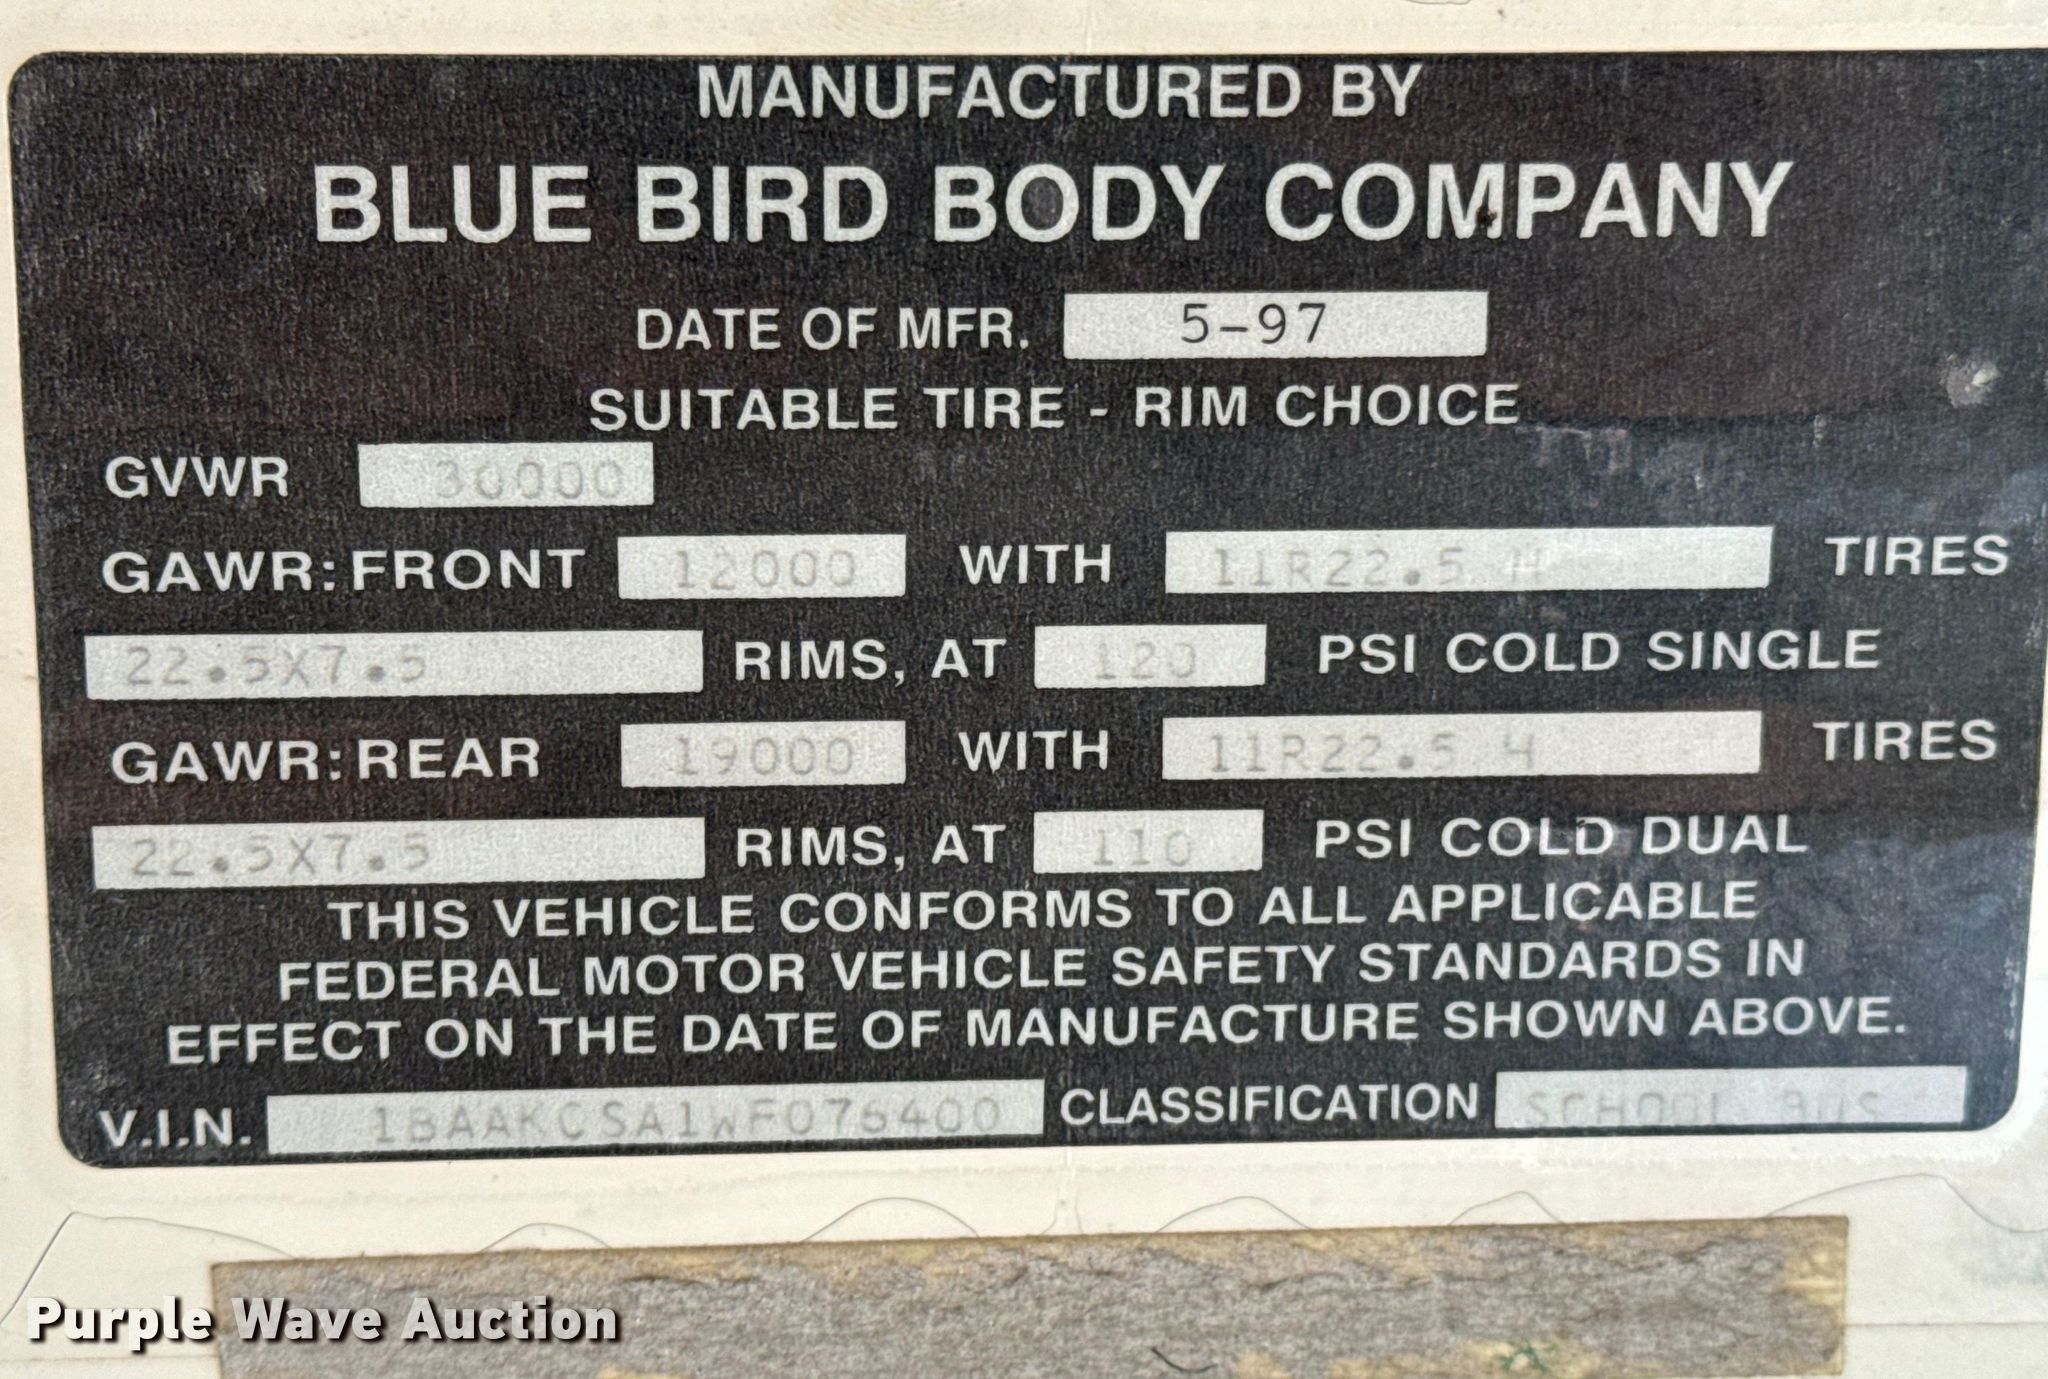 MANUFACTURED BY
BLUE BIRD BODY COMPANY
DATE OF MFR. 5-97
SUITABLE TIRE - RIM CHOICE
GVWR 30000
GAWR: FRONT 12000 WITH 11R22.5 H TIRES
22.5X7.5 RIMS, AT 120 PSI COLD SINGLE
GAWR: REAR 19000 WITH 11R22.5 H TIRES
22.5X7.5 RIMS, AT 110 PSI COLD DUAL
THIS VEHICLE CONFORMS TO ALL APPLICABLE
FEDERAL MOTOR VEHICLE SAFETY STANDARDS IN
EFFECT ON THE DATE OF MANUFACTURE SHOWN ABOVE.
V.I.N. 1BAAKCSA1WF076400 CLASSIFICATION SCHOOL BUS
Purple Wave Auction